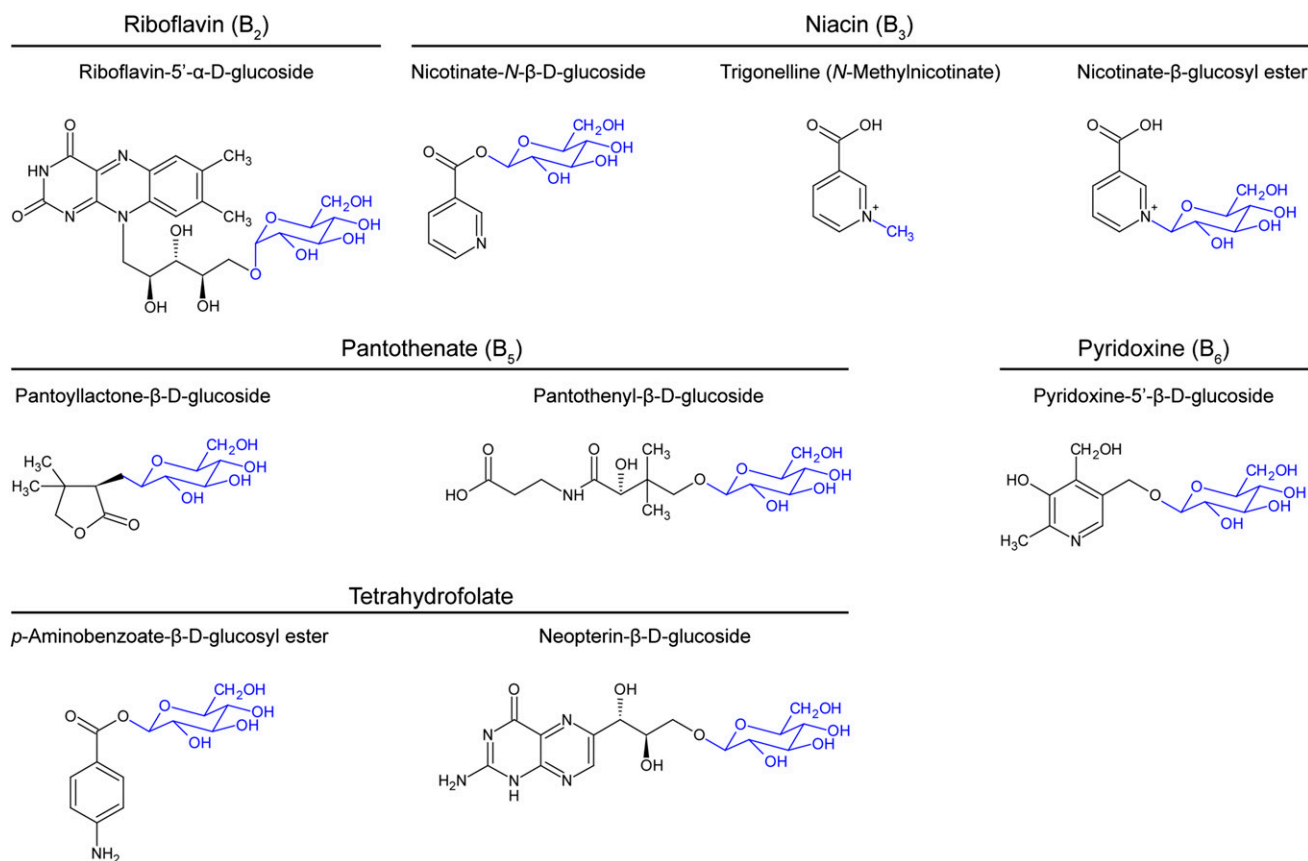 Riboflavin (B2)
Niacin (B3)
Riboflavin-5’-α-D-glucoside
Nicotinate-N-β-D-glucoside
Trigonelline (N-Methylnicotinate)
Nicotinate-β-glucosyl ester
O
N
CH3
HN
O
N
N
CH3
OH
OH
OH
O
O
CH2OH
OH
OH
OH
O
O
N
O
CH2OH
OH
OH
OH
O
OH
N+
CH3
O
OH
N+
O
CH2OH
OH
OH
OH
Pantothenate (B5)
Pyridoxine (B6)
Pantoyllactone-β-D-glucoside
Pantothenyl-β-D-glucoside
Pyridoxine-5’-β-D-glucoside
H3C
H3C
O
O
O
CH2OH
OH
OH
OH
O
HO
NH
O
OH
CH3
CH3
O
O
CH2OH
OH
OH
OH
CH2OH
HO
H3C
N
O
O
CH2OH
OH
OH
OH
Tetrahydrofolate
p-Aminobenzoate-β-D-glucosyl ester
Neopterin-β-D-glucoside
O
O
NH2
O
CH2OH
OH
OH
OH
O
N
N
H2N
N
H
N
OH
OH
O
O
CH2OH
OH
OH
OH